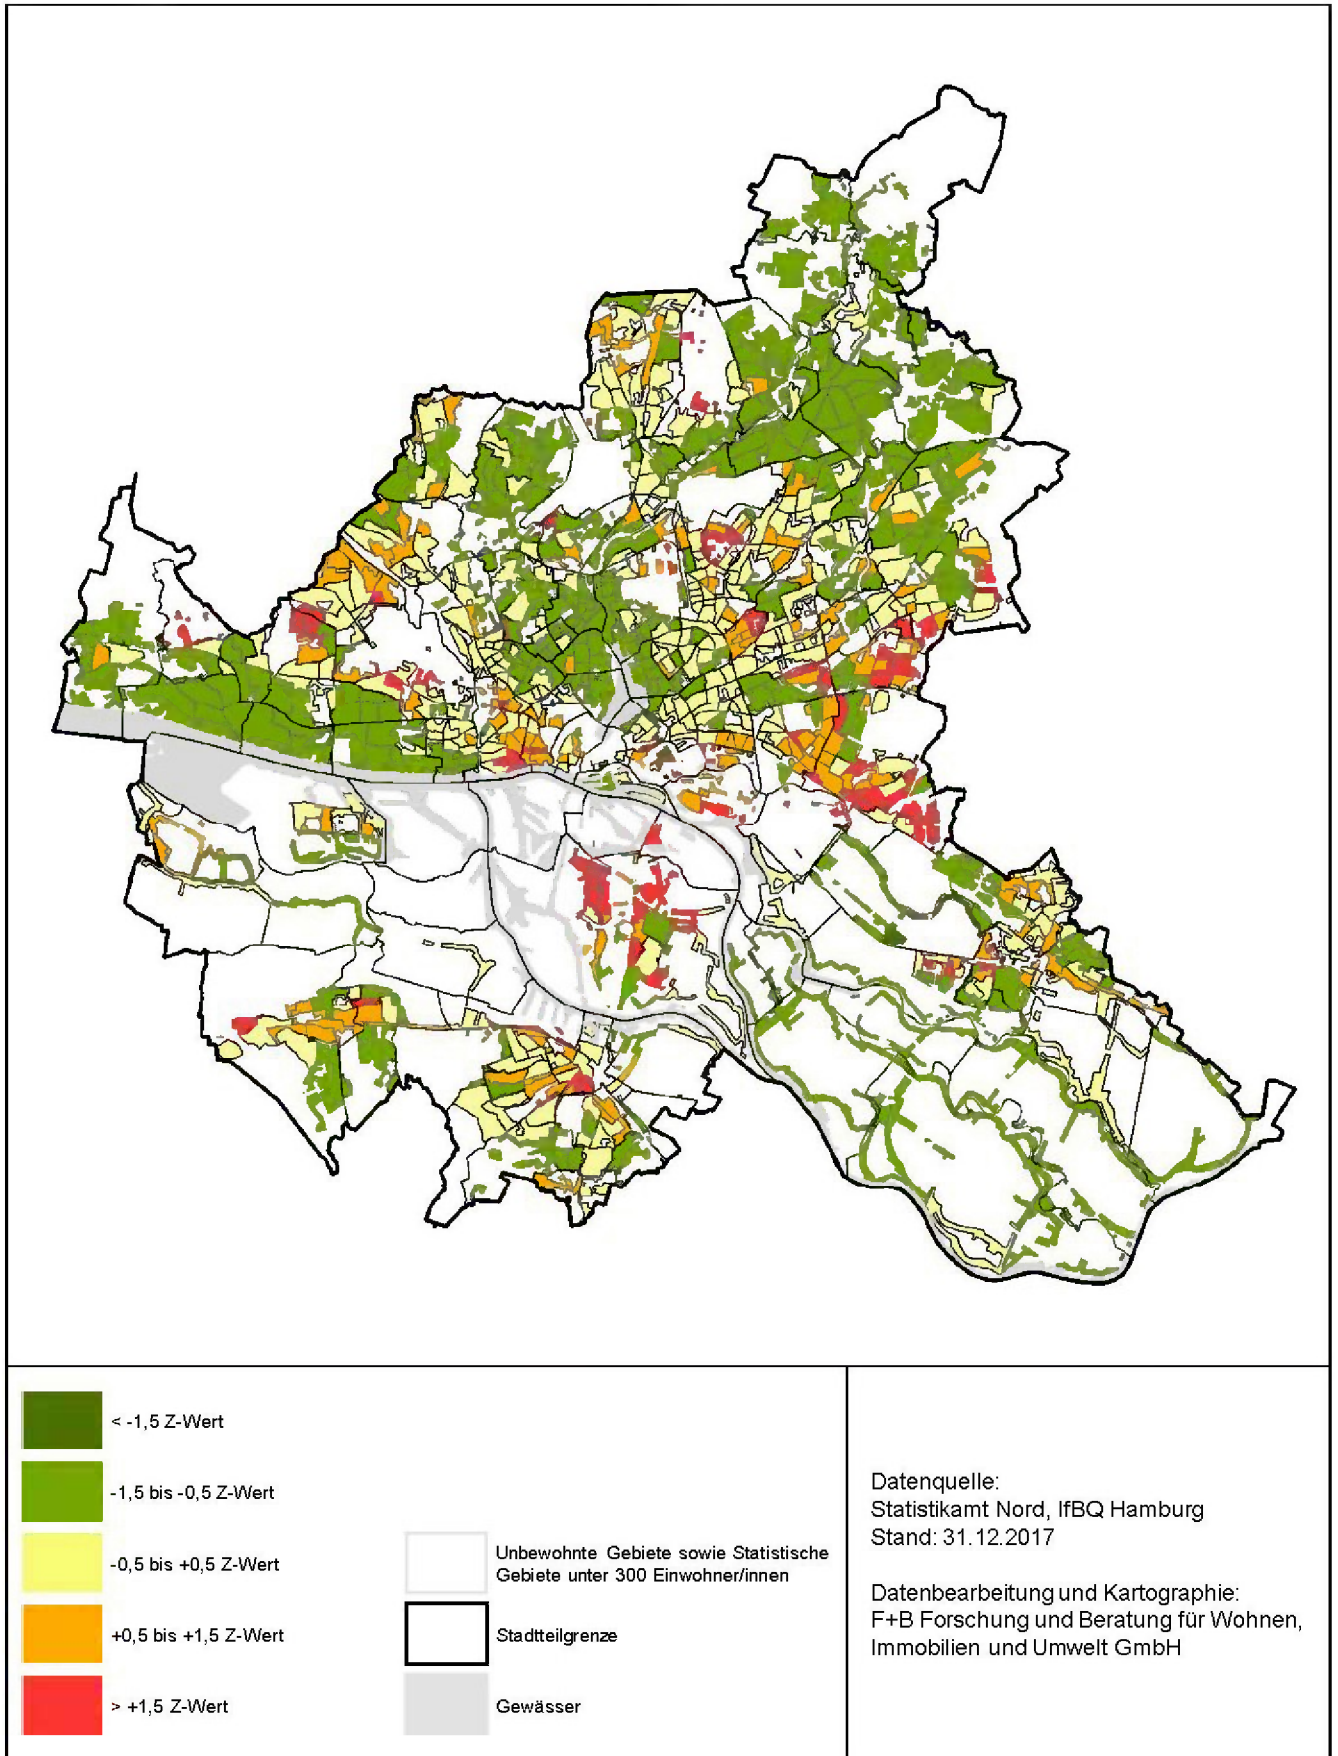 < -1,5 Z-Wert
-1,5 bis -0,5 Z-Wert
-0,5 bis +0,5 Z-Wert
+0,5 bis +1,5 Z-Wert
> +1,5 Z-Wert
Unbewohnte Gebiete sowie Statistische
Gebiete unter 300 Einwohner/innen
Stadtteilgrenze
Gewässer
Datenquelle:
Statistikamt Nord, IfBQ Hamburg
Stand: 31.12.2017
Datenbearbeitung und Kartographie:
F+B Forschung und Beratung für Wohnen,
Immobilien und Umwelt GmbH